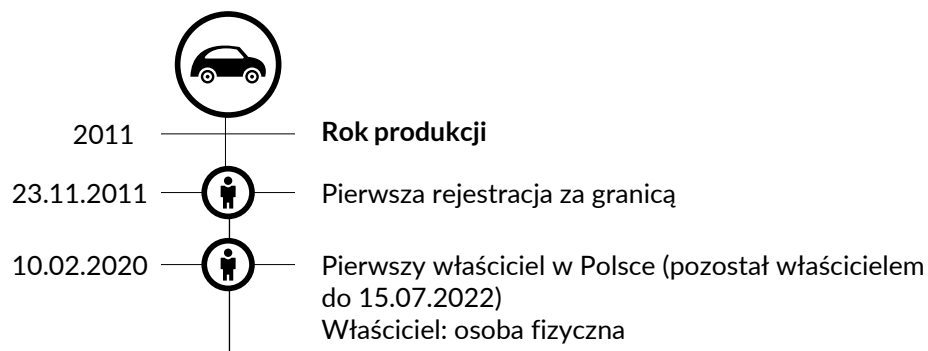 2011 Rok produkcji
23.11.2011 Pierwsza rejestracja za granicą
10.02.2020 Pierwszy właściciel w Polsce (pozostał właścicielem
do 15.07.2022)
Właściciel: osoba fizyczna